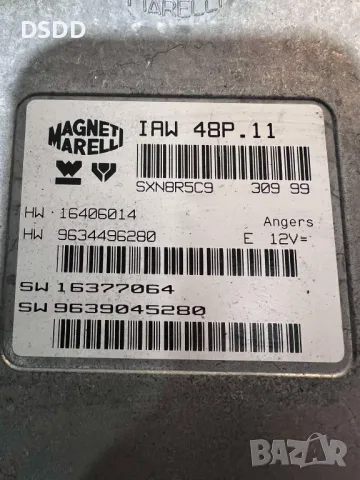 DSDD
MARELLI
MAGNETI
MARELLI
IAW 48P.11
SXN8R5C9 309 99
HW · 16406014 Angers
HW 9634496280 E 12V=
SW 16377064
SW 9639045280
bazar